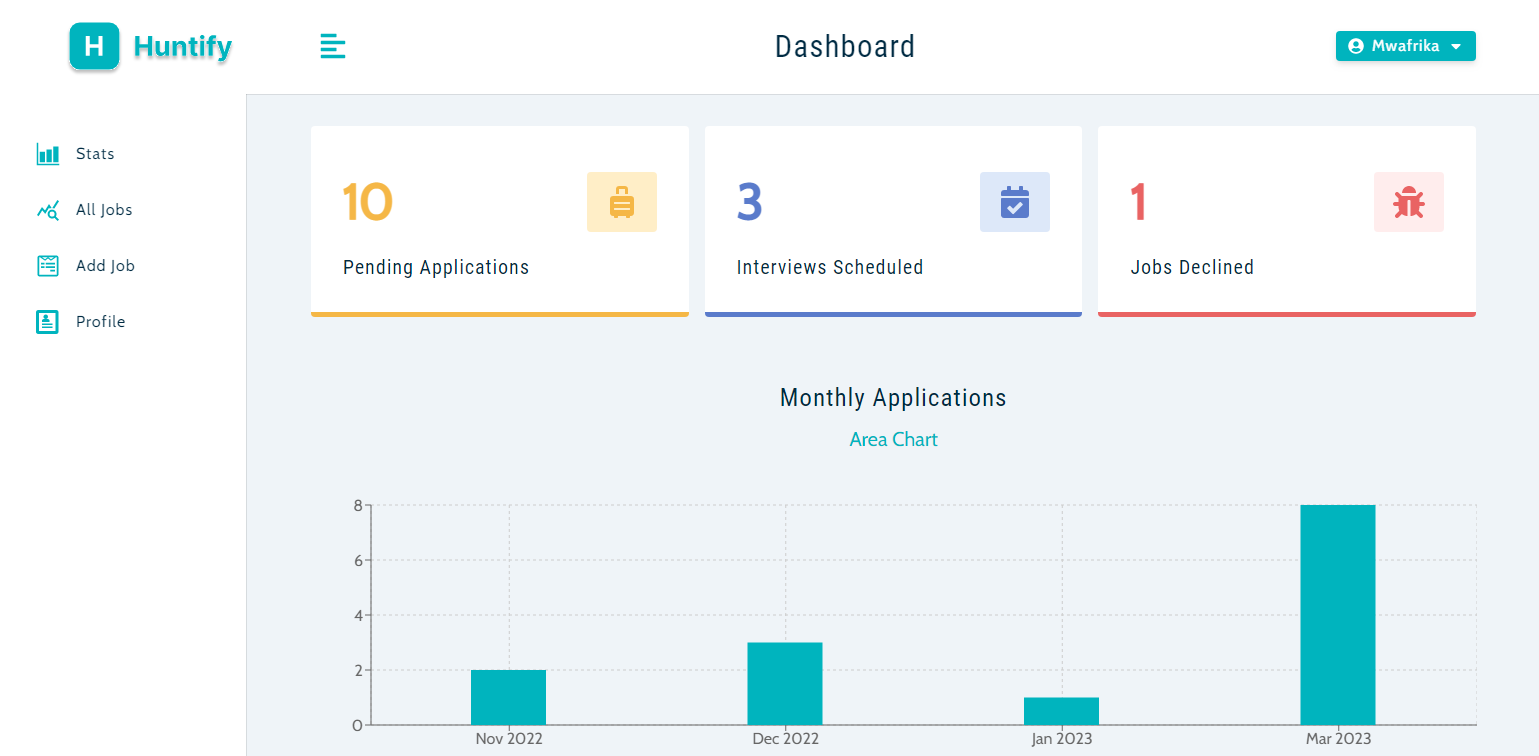 H Huntify
Dashboard
Mwafrika
Stats
All Jobs
Add Job
Profile
10
Pending Applications
3
Interviews Scheduled
1
Jobs Declined
Monthly Applications
Area Chart
8
6
4
2
0
Nov 2022
Dec 2022
Jan 2023
Mar 2023